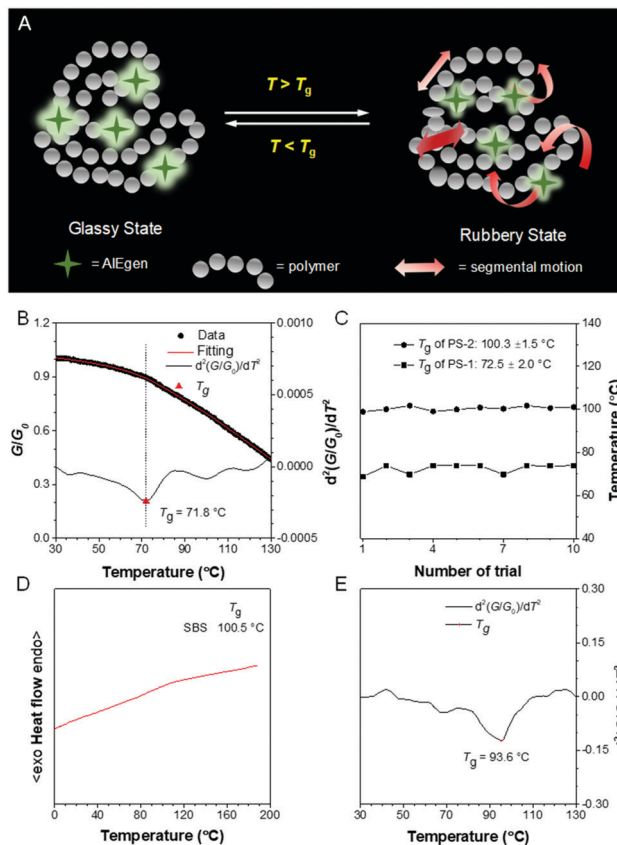 A
T > Tg
T < Tg
Glassy State
Rubbery State
= AIEgen
= polymer
= segmental motion
B
1.2
0.9
0.6
0.3
0.0
G/G0
0.0010
0.0005
0.0000
-0.0005
d²(G/G0)/dT²
Data
Fitting
d²(G/G0)/dT²
Tg
Tg = 71.8 °C
30 50 70 90 110 130
Temperature (°C)
C
Tg of PS-2: 100.3 ±1.5 °C
Tg of PS-1: 72.5 ± 2.0 °C
140
120
100
80
60
40
Temperature (°C)
1 4 7 10
Number of trial
D
Tg
SBS 100.5 °C
<exo Heat flow endo>
0 40 80 120 160 200
Temperature (°C)
E
d²(G/G0)/dT²
Tg
0.30
0.15
0.00
-0.15
-0.30
Tg = 93.6 °C
30 50 70 90 110 130
Temperature (°C)